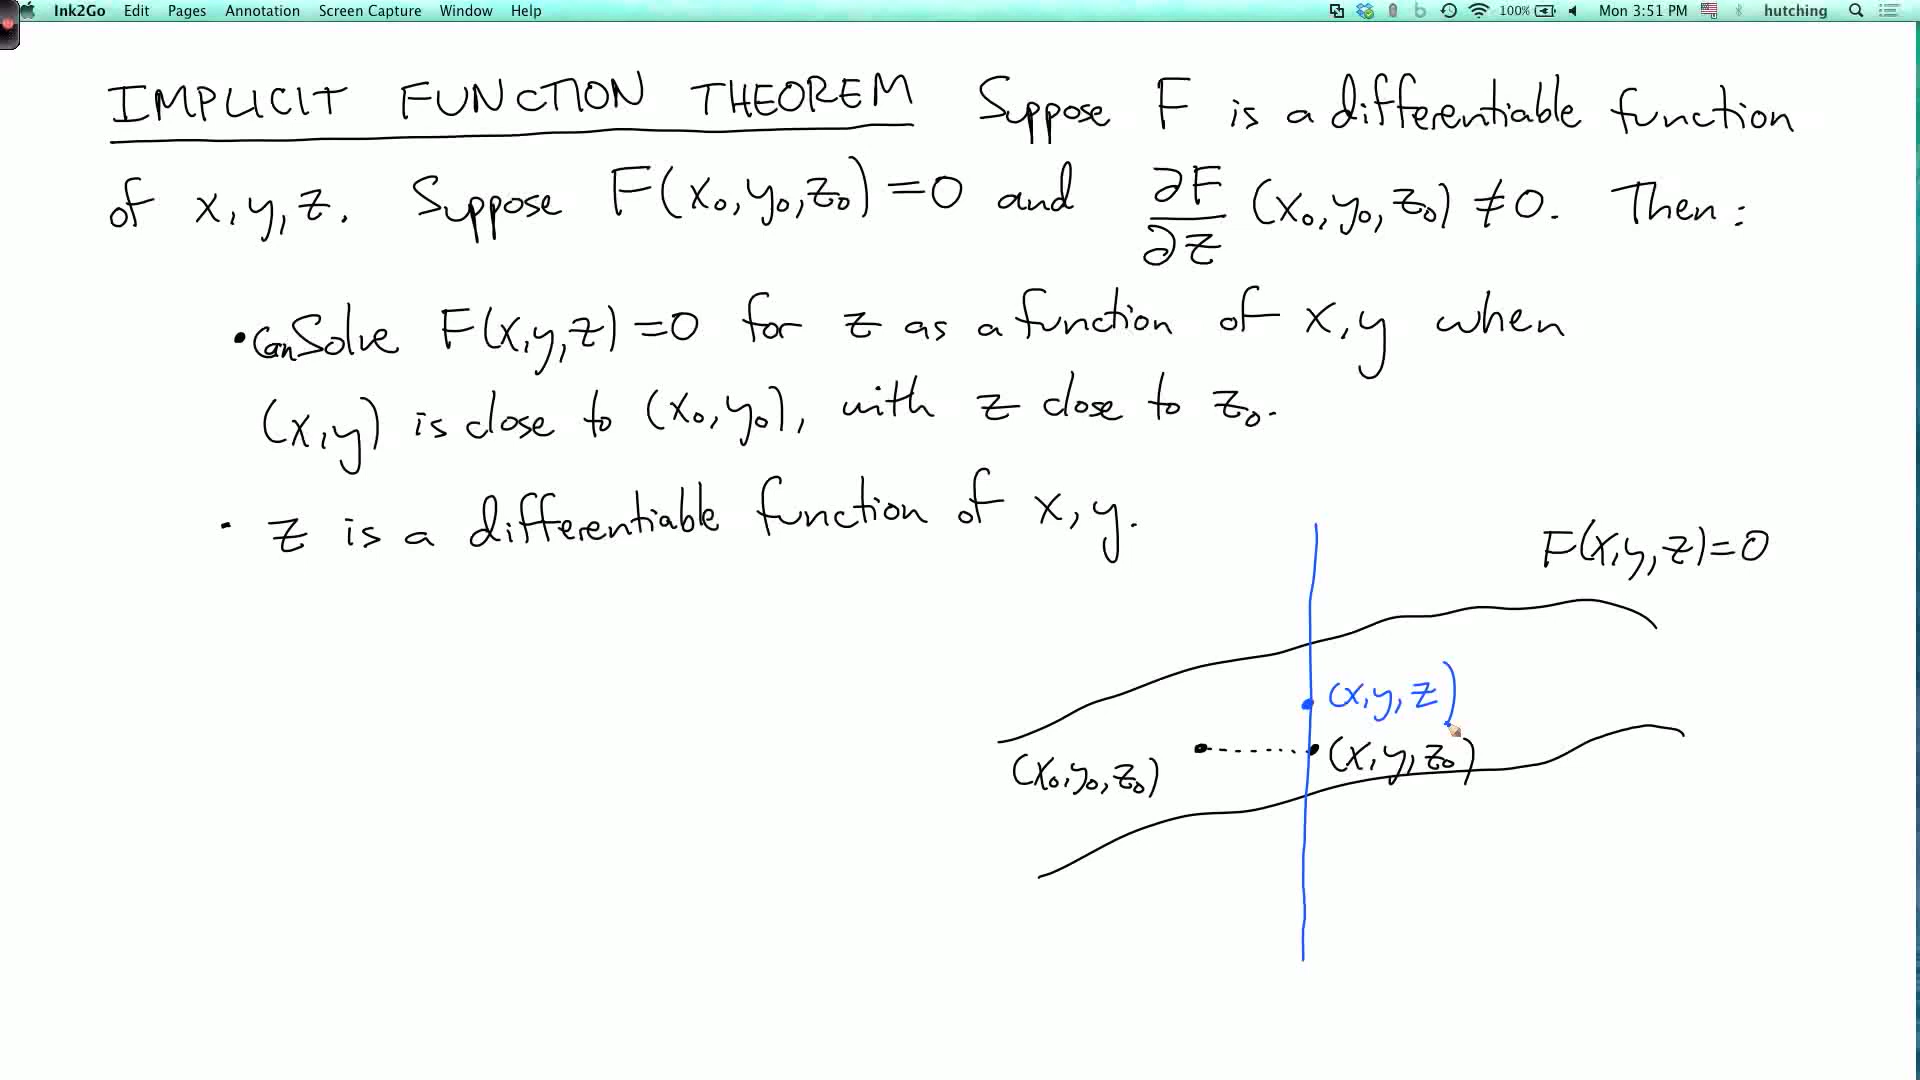 Ink2Go Edit Pages Annotation Screen Capture Window Help 100% Mon 3:51 PM hutching
IMPLICIT FUNCTION THEOREM Suppose F is a differentiable function
of x, y, z. Suppose F(x₀, y₀, z₀) = 0 and ∂F/∂z (x₀, y₀, z₀) ≠ 0. Then:
• Can Solve F(x, y, z) = 0 for z as a function of x, y when
(x, y) is close to (x₀, y₀), with z close to z₀.
• z is a differentiable function of x, y.
F(x, y, z) = 0
(x, y, z)
(x₀, y₀, z₀) (x, y, z₀)